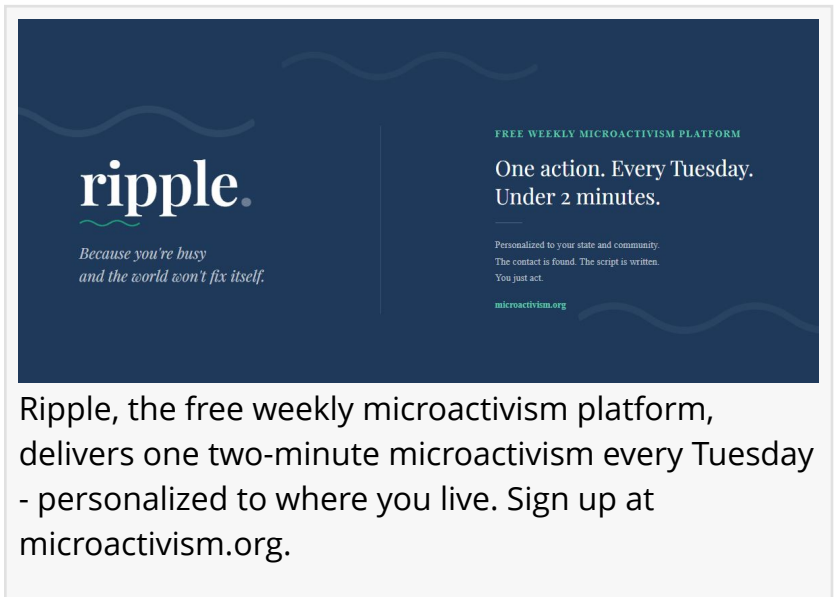 ripple.
Because you're busy
and the world won't fix itself.
FREE WEEKLY MICROACTIVISM PLATFORM
One action. Every Tuesday.
Under 2 minutes.
Personalized to your state and community.
The contact is found. The script is written.
You just act.
microactivism.org
Ripple, the free weekly microactivism platform,
delivers one two-minute microactivism every Tuesday
- personalized to where you live. Sign up at
microactivism.org.